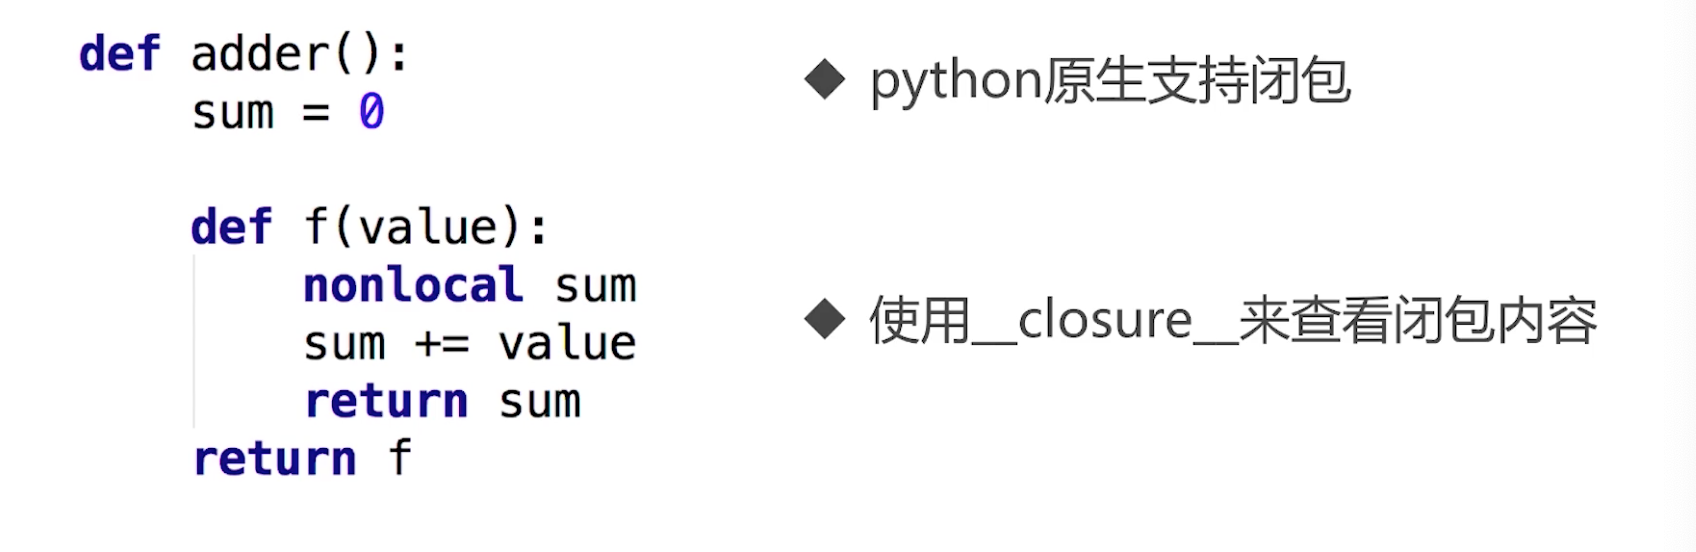 def adder():
    sum = 0
    def f(value):
        nonlocal sum
        sum += value
        return sum
    return f
◆ python原生支持闭包
◆ 使用__closure__来查看闭包内容